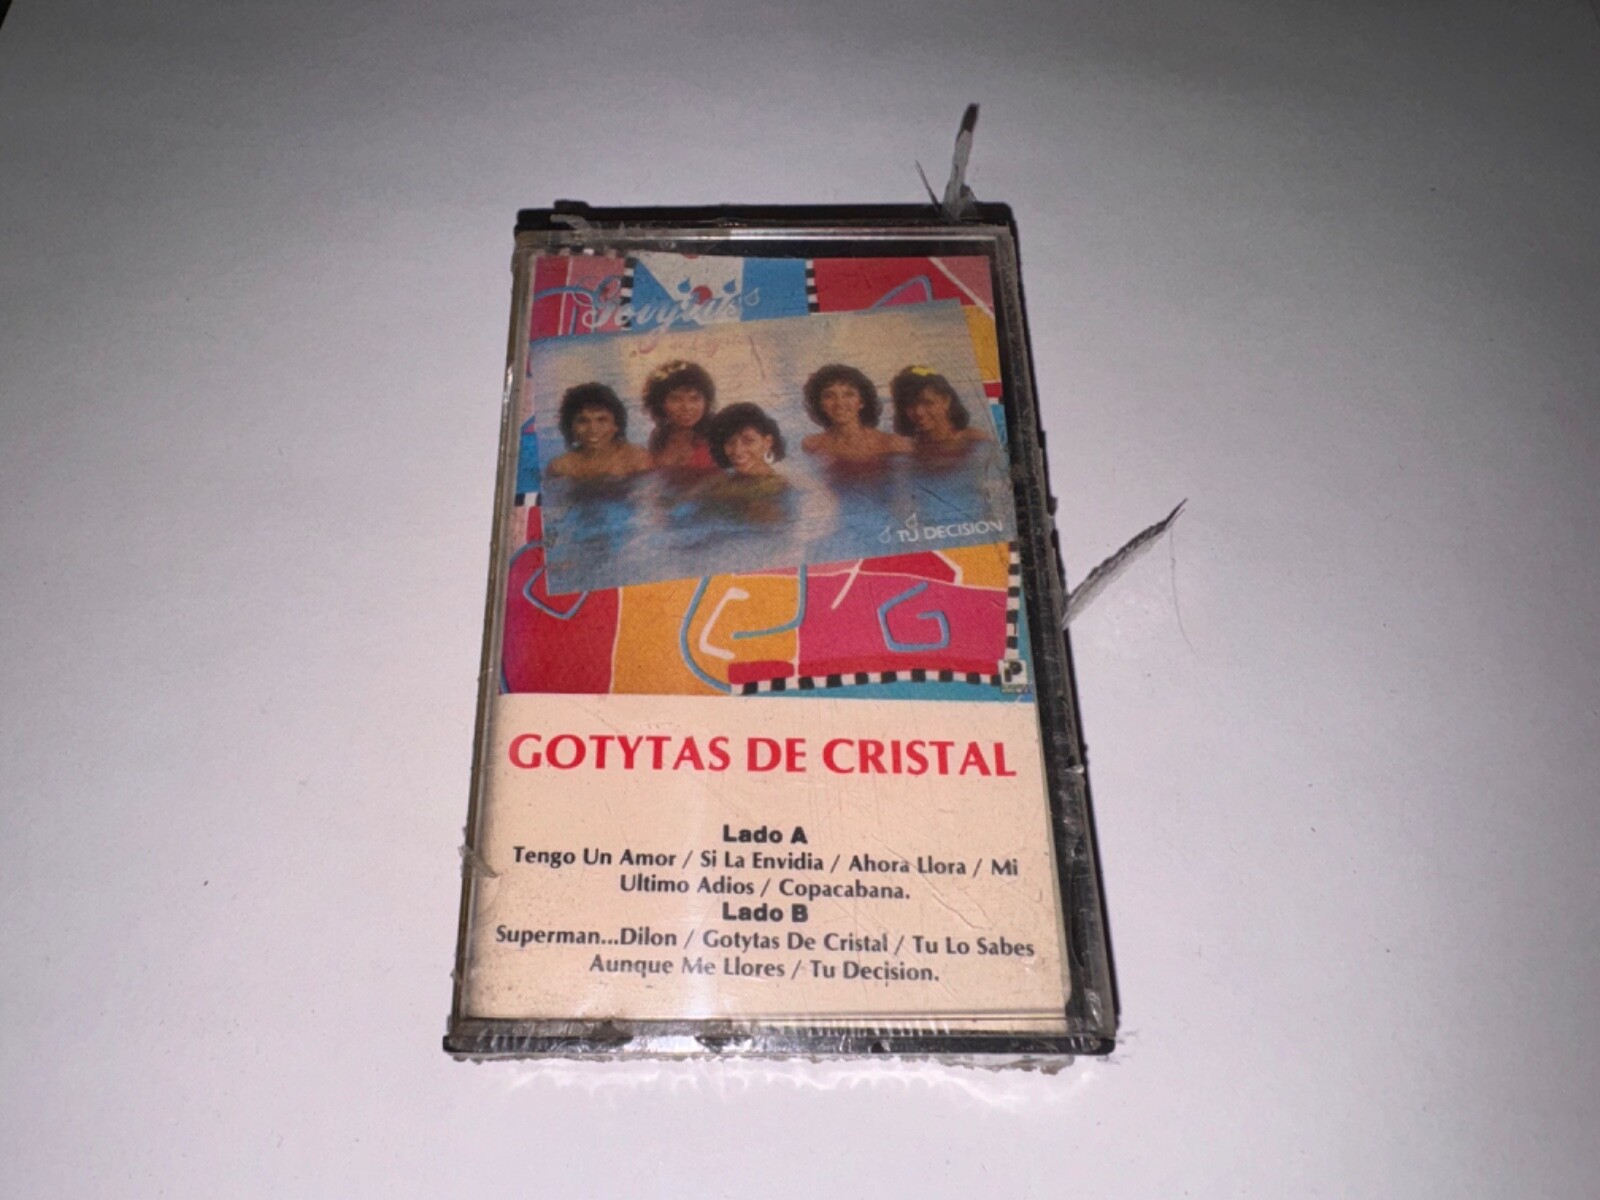 Gotytas
TU DECISION
GOTYTAS DE CRISTAL
Lado A
Tengo Un Amor / Si La Envidia / Ahora Llora / Mi
Ultimo Adios / Copacabana.
Lado B
Superman...Dilon / Gotytas De Cristal / Tu Lo Sabes
Aunque Me Llores / Tu Decision.